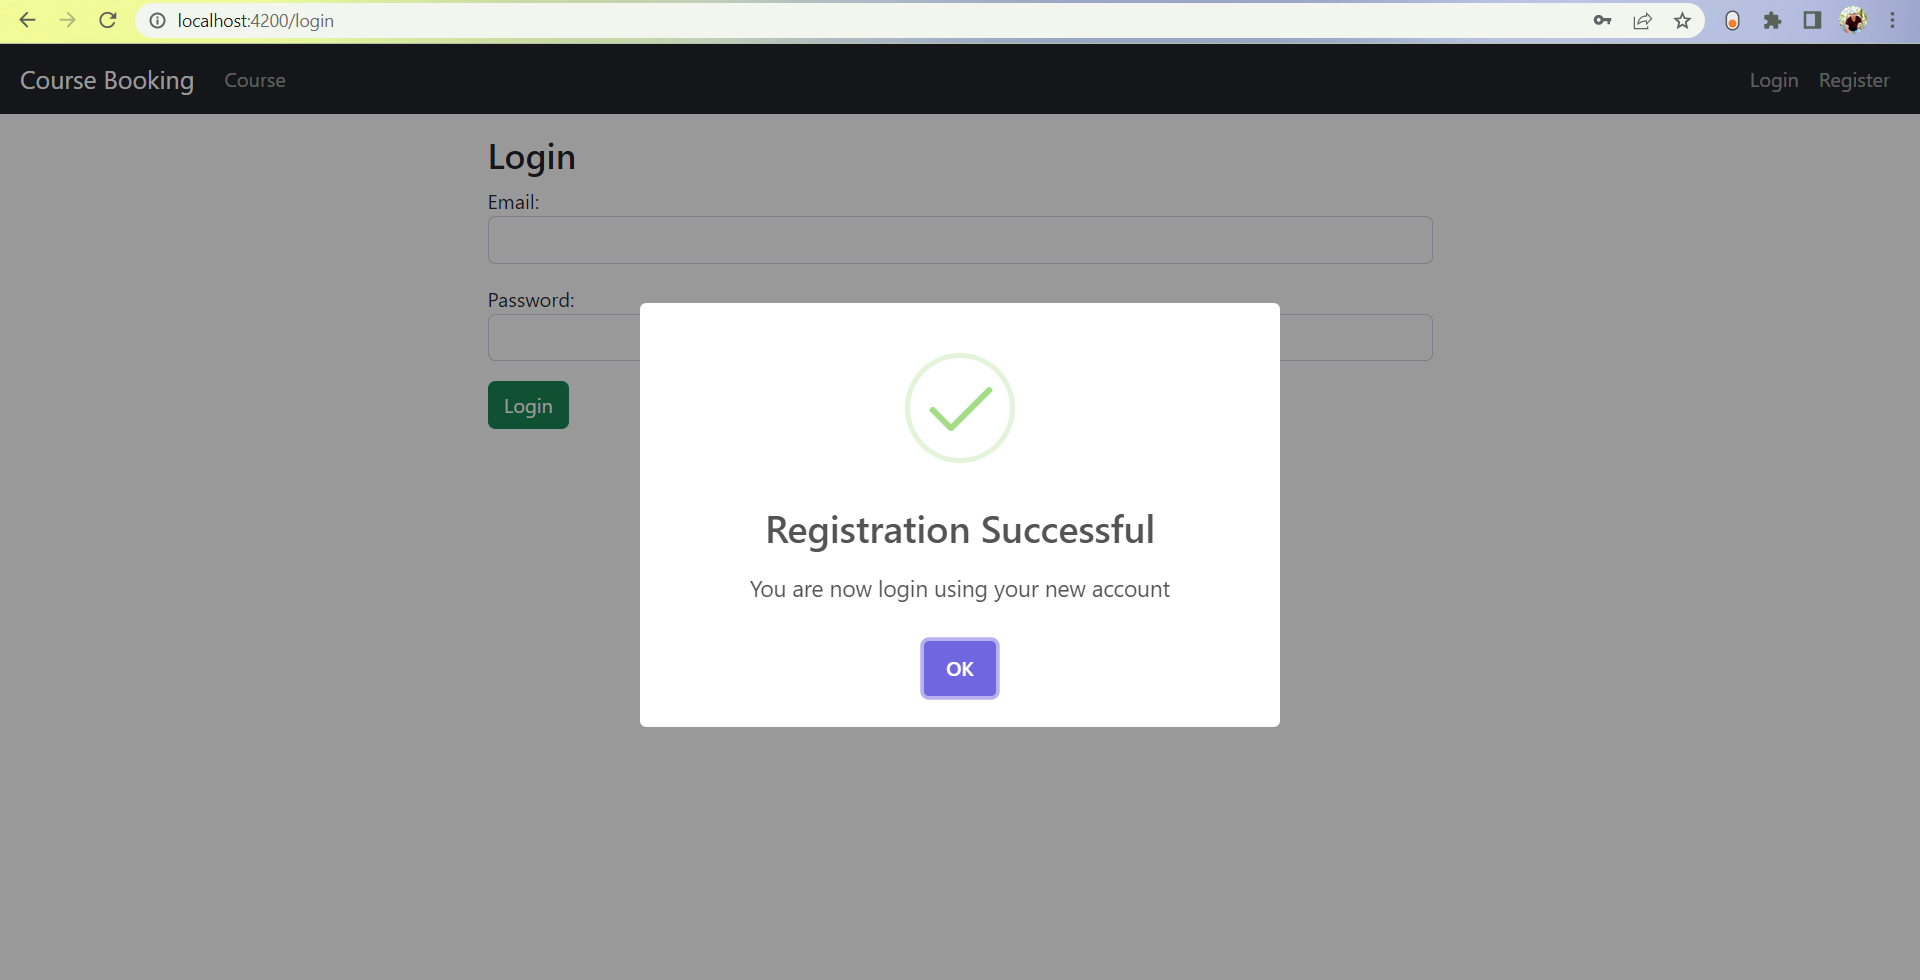 localhost:4200/login
Course Booking Course Login Register
Login
Email:
Password:
Login
Registration Successful
You are now login using your new account
OK